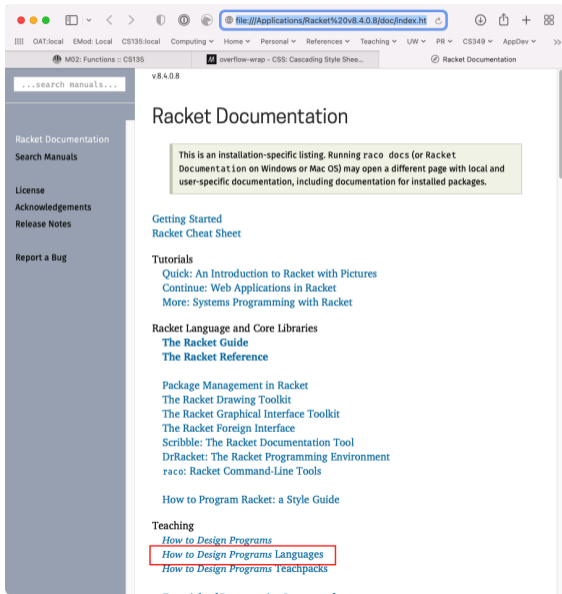 file:///Applications/Racket%20v8.4.0.8/doc/index.ht
OAT:local EMod: Local CS135:local Computing Home Personal References Teaching UW PR CS349 AppDev
M02: Functions :: CS135
overflow-wrap – CSS: Cascading Style Shee...
Racket Documentation
...search manuals...
v.8.4.0.8
Racket Documentation
Search Manuals
License
Acknowledgements
Release Notes
Report a Bug
Racket Documentation
This is an installation-specific listing. Running raco docs (or Racket
Documentation on Windows or Mac OS) may open a different page with local and
user-specific documentation, including documentation for installed packages.
Getting Started
Racket Cheat Sheet
Tutorials
Quick: An Introduction to Racket with Pictures
Continue: Web Applications in Racket
More: Systems Programming with Racket
Racket Language and Core Libraries
The Racket Guide
The Racket Reference
Package Management in Racket
The Racket Drawing Toolkit
The Racket Graphical Interface Toolkit
The Racket Foreign Interface
Scribble: The Racket Documentation Tool
DrRacket: The Racket Programming Environment
raco: Racket Command-Line Tools
How to Program Racket: a Style Guide
Teaching
How to Design Programs
How to Design Programs Languages
How to Design Programs Teachpacks